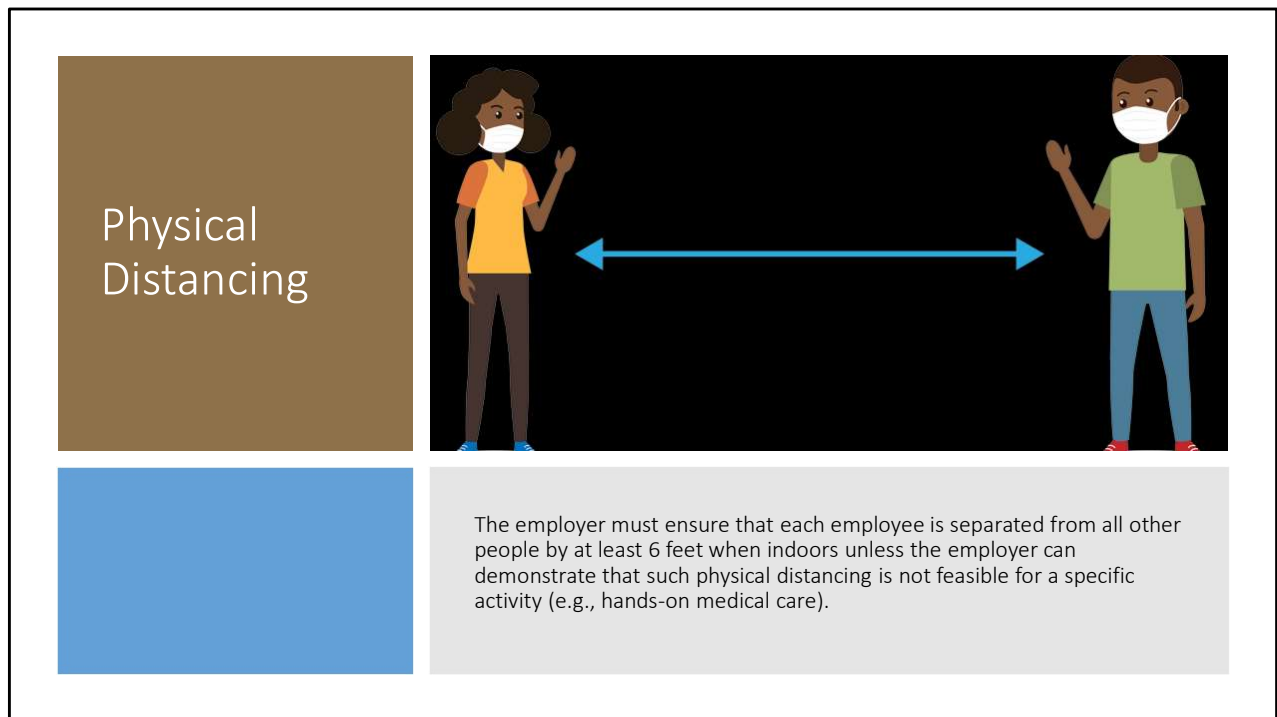 Physical
Distancing
The employer must ensure that each employee is separated from all other
people by at least 6 feet when indoors unless the employer can
demonstrate that such physical distancing is not feasible for a specific
activity (e.g., hands-on medical care).